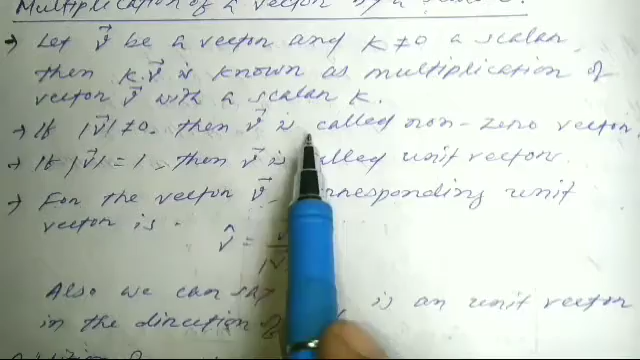 Multiplication of a vector by a
→ Let v⃗ be a vector and k ≠ 0 a scalar,
then k.v⃗ is known as multiplication of
vector v⃗ with a scalar k.
→ If |v⃗| ≠ 0, then v⃗ is called non-zero vector.
→ If |v⃗| = 1, then v⃗ is called unit vector.
→ For the vector v⃗, corresponding unit
vector is.
v̂ =
Also we can say is an unit vector
in the direction of